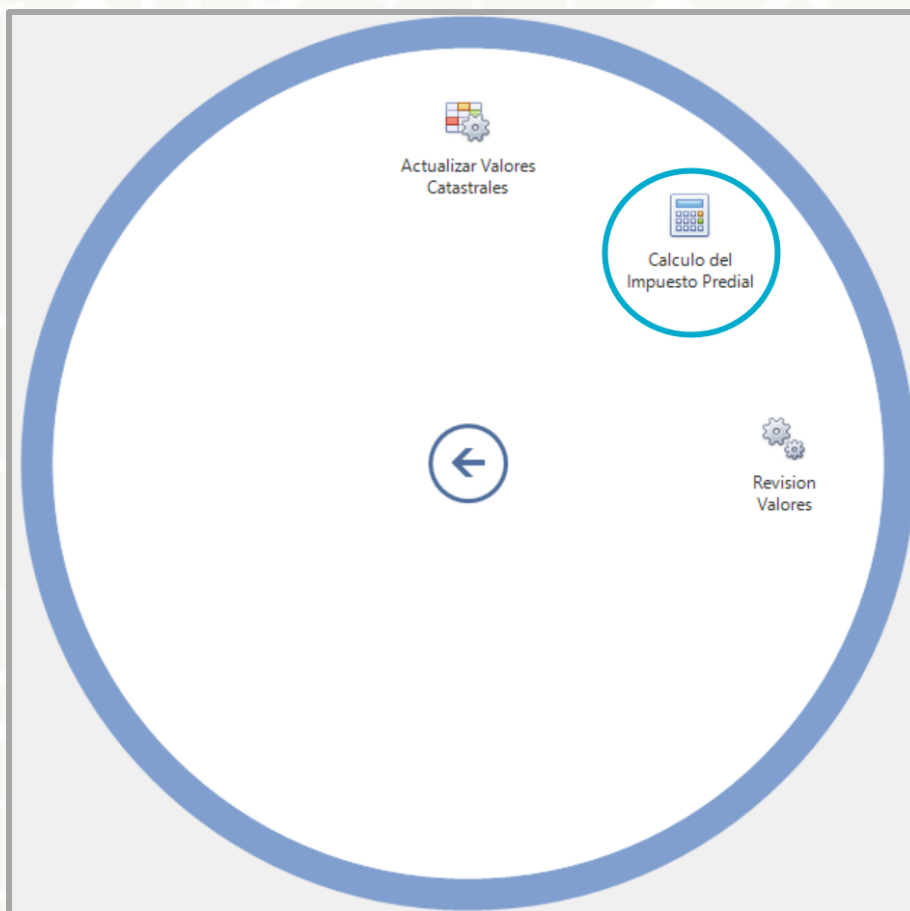 Actualizar Valores
Catastrales
Calculo del
Impuesto Predial
Revision
Valores